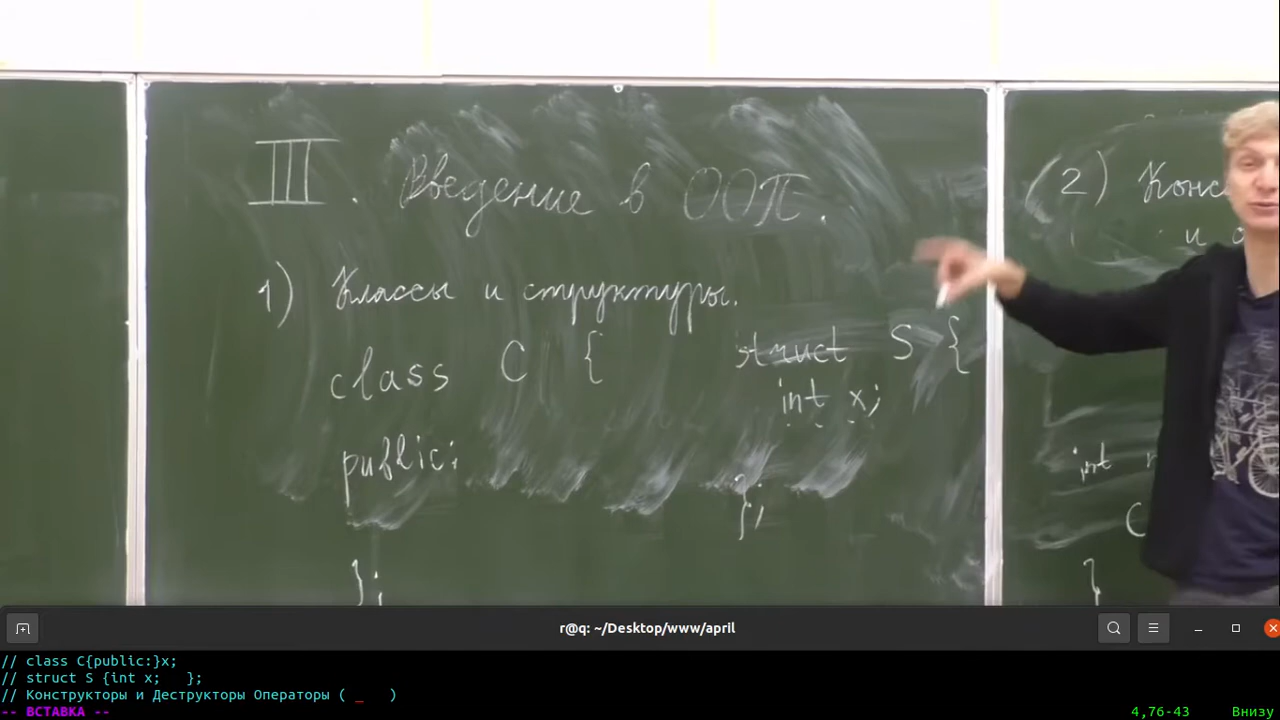 III. Введение в ООП.
1) Классы и структуры.
class C {
public:
};
struct S {
int x;
};
(2)
int
C
}
r@q: ~/Desktop/www/april
// class C{public:}x;
// struct S {int x;   };
// Конструкторы и Деструкторы Операторы ( _   )
-- ВСТАВКА --
4,76-43
Внизу